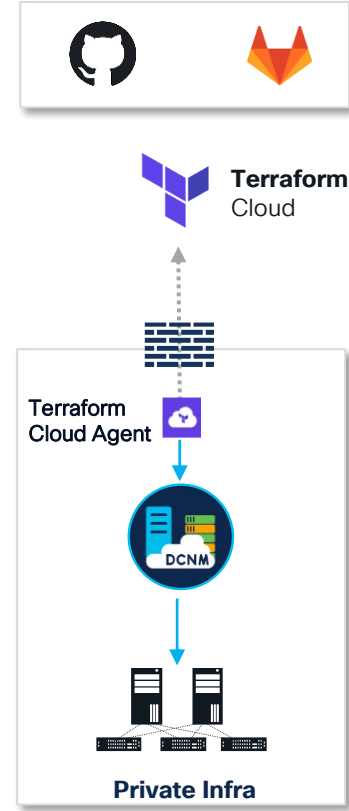 Terraform
Cloud
Terraform
Cloud Agent
DCNM
Private Infra